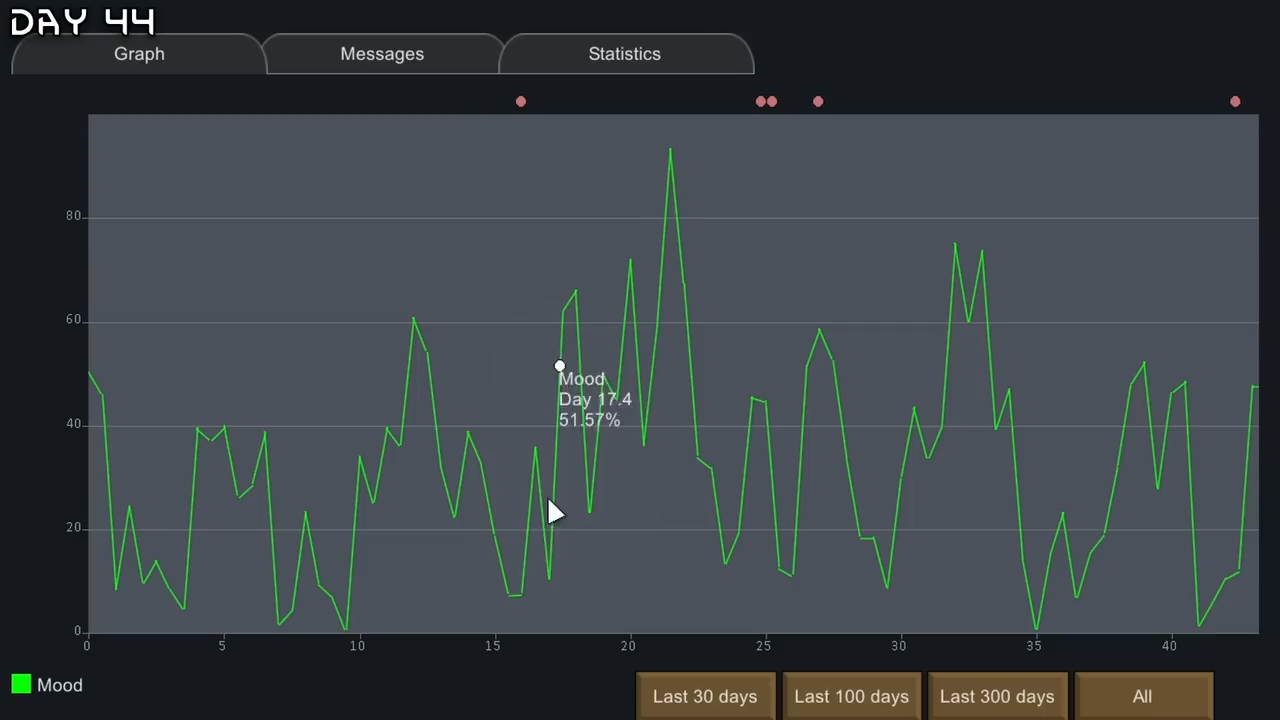 DAY 44
Graph Messages Statistics
80
60
40
20
0
Mood
Day 17.4
51.57%
0 5 10 15 20 25 30 35 40
Mood
Last 30 days Last 100 days Last 300 days All